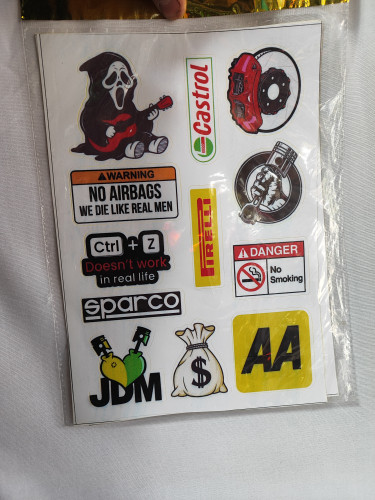 Castrol
WARNING
NO AIRBAGS
WE DIE LIKE REAL MEN
Ctrl + Z
Doesn't work
in real life
PIRELLI
DANGER
No
Smoking
sparco
JDM
$
AA